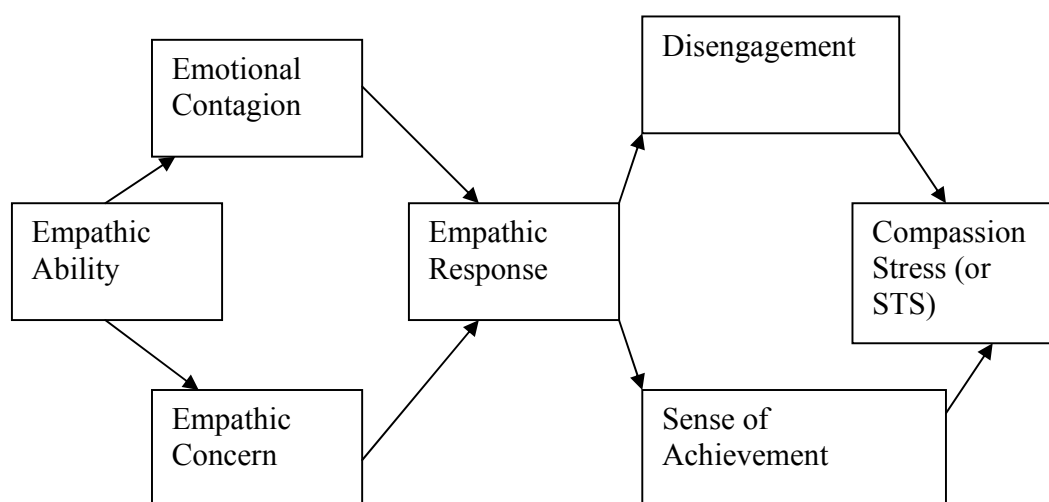 Emotional
Contagion
Disengagement
Empathic
Ability
Empathic
Response
Compassion
Stress (or
STS)
Empathic
Concern
Sense of
Achievement